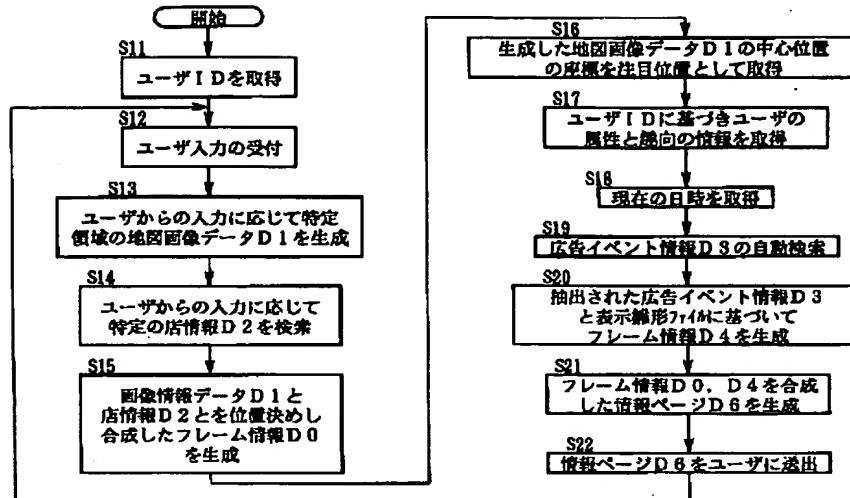 開始
S11
ユーザIDを取得
S12
ユーザ入力の受付
S13
ユーザからの入力に応じて特定
領域の地図画像データD1を生成
S14
ユーザからの入力に応じて
特定の店情報D2を検索
S15
画像情報データD1と
店情報D2とを位置決めし
合成したフレーム情報D0
を生成
S16
生成した地図画像データD1の中心位置
の座標を注目位置として取得
S17
ユーザIDに基づきユーザの
属性と傾向の情報を取得
S18
現在の日時を取得
S19
広告イベント情報D3の自動検索
S20
抽出された広告イベント情報D3
と表示雛形ファイルに基づいて
フレーム情報D4を生成
S21
フレーム情報D0,D4を合成
した情報ページD6を生成
S22
情報ページD6をユーザに送出